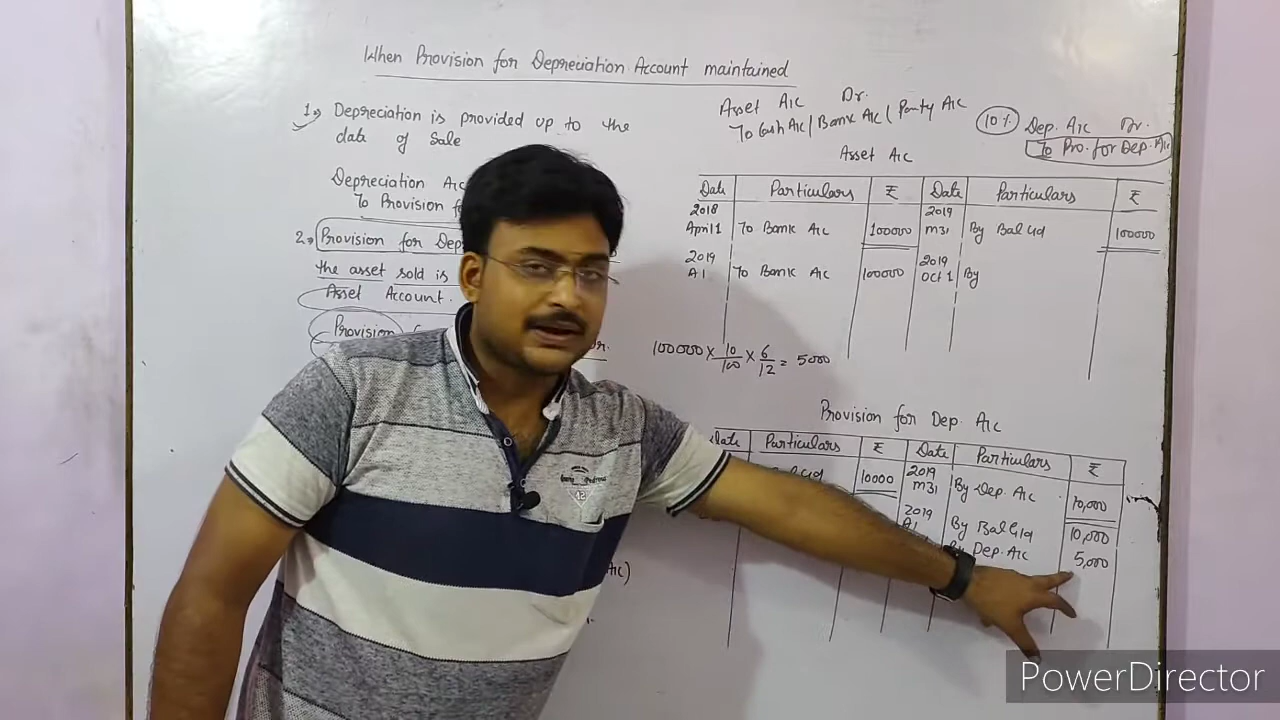 When Provision for Depreciation Account maintained
1) Depreciation is provided up to the
date of Sale
Depreciation A/c
To Provision
2. Provision for Dep
the asset sold is
Asset Account.
Provision
Asset A/c Dr.
To Cash A/c / Bank A/c / Party A/c
10% Dep. A/c Dr.
To Pro. for Dep. A/c
Asset A/c
Date Particulars ₹ Date Particulars ₹
2018 2019
April 1 To Bank A/c 100000 M31 By Bal c/d 100000
2019 2019
A1 To Bank A/c 100000 Oct 1 By
100000 × 10/100 × 6/12 = 5000
Provision for Dep. A/c
Date Particulars ₹ Date Particulars ₹
Bal c/d 10000 2019 M31 By Dep. A/c 10,000
2019
A1 By Bal b/d 10,000
By Dep. A/c 5,000
A/c)
PowerDirector